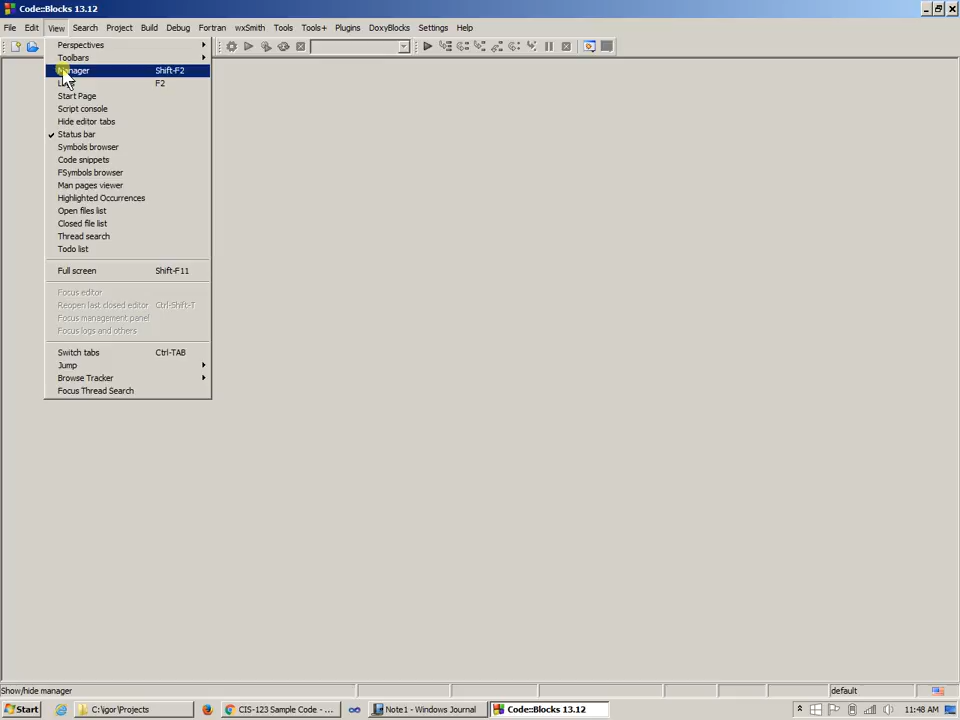 Code::Blocks 13.12
File Edit View Search Project Build Debug Fortran wxSmith Tools Tools+ Plugins DoxyBlocks Settings Help
Perspectives
Toolbars
Shift-F2
F2
Start Page
Script console
Hide editor tabs
Status bar
Symbols browser
Code snippets
FSymbols browser
Man pages viewer
Highlighted Occurrences
Open files list
Closed file list
Thread search
Todo list
Full screen Shift-F11
Focus editor
Reopen last closed editor Ctrl-Shift-T
Focus management panel
Focus logs and others
Switch tabs Ctrl-TAB
Jump
Browse Tracker
Focus Thread Search
Show/hide manager default
Start C:\igor\Projects CIS-123 Sample Code - ... Note1 - Windows Journal Code::Blocks 13.12 11:48 AM